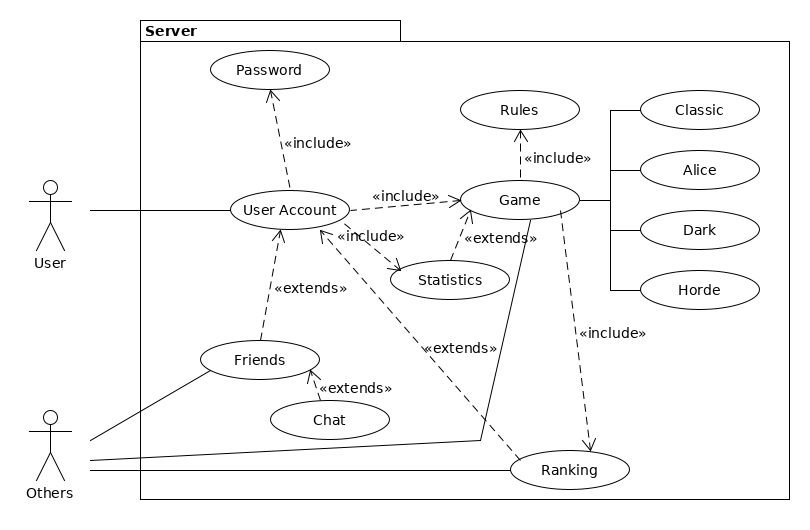 Server
Password
Rules
Classic
«include»
«include»
Alice
«include»
User Account
Game
Dark
«include»
«extends»
User
Statistics
Horde
«extends»
«include»
«extends»
Friends
«extends»
Chat
Ranking
Others